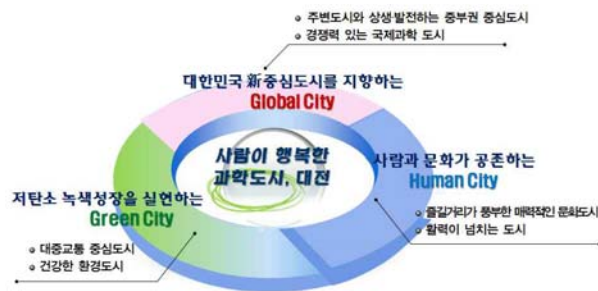 주변도시와 상생·발전하는 중부권 중심도시
경쟁력 있는 국제과학 도시
대한민국 新중심도시를 지향하는
Global City
사람이 행복한
과학도시, 대전
사람과 문화가 공존하는
Human City
즐길거리가 풍부한 매력적인 문화도시
활력이 넘치는 도시
저탄소 녹색성장을 실현하는
Green City
대중교통 중심도시
건강한 환경도시